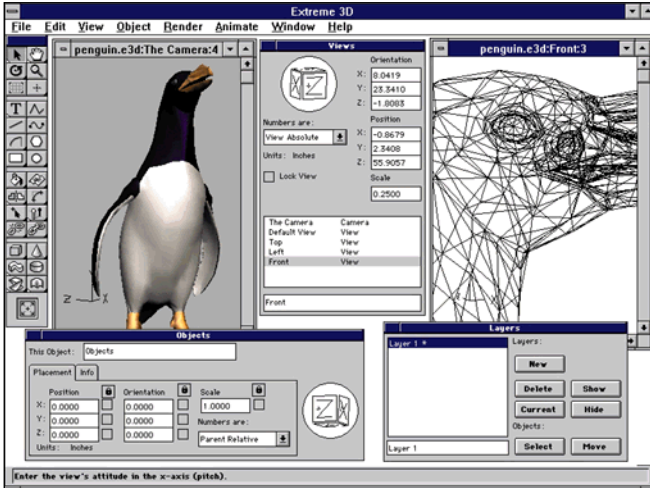 Extreme 3D
File Edit View Object Render Animate Window Help
penguin.e3d:The Camera:4
Z X
Views
Orientation
X: 8.0419
Y: 23.3410
Z: -1.8083
Numbers are:
View Absolute
Position
X: -0.8679
Y: 2.3408
Z: 55.9057
Units: Inches
Lock View
Scale
0.2500
The Camera Camera
Default View View
Top View
Left View
Front View
Front
penguin.e3d:Front:3
Objects
This Object: Objects
Placement Info
Position Orientation Scale
X: 0.0000 0.0000 1.0000
Y: 0.0000 0.0000 Numbers are:
Z: 0.0000 0.0000 Parent Relative
Units: Inches
Layers
Layer 1 *
Layers:
New
Delete Show
Current Hide
Objects:
Layer 1 Select Move
Enter the view's attitude in the x-axis (pitch).